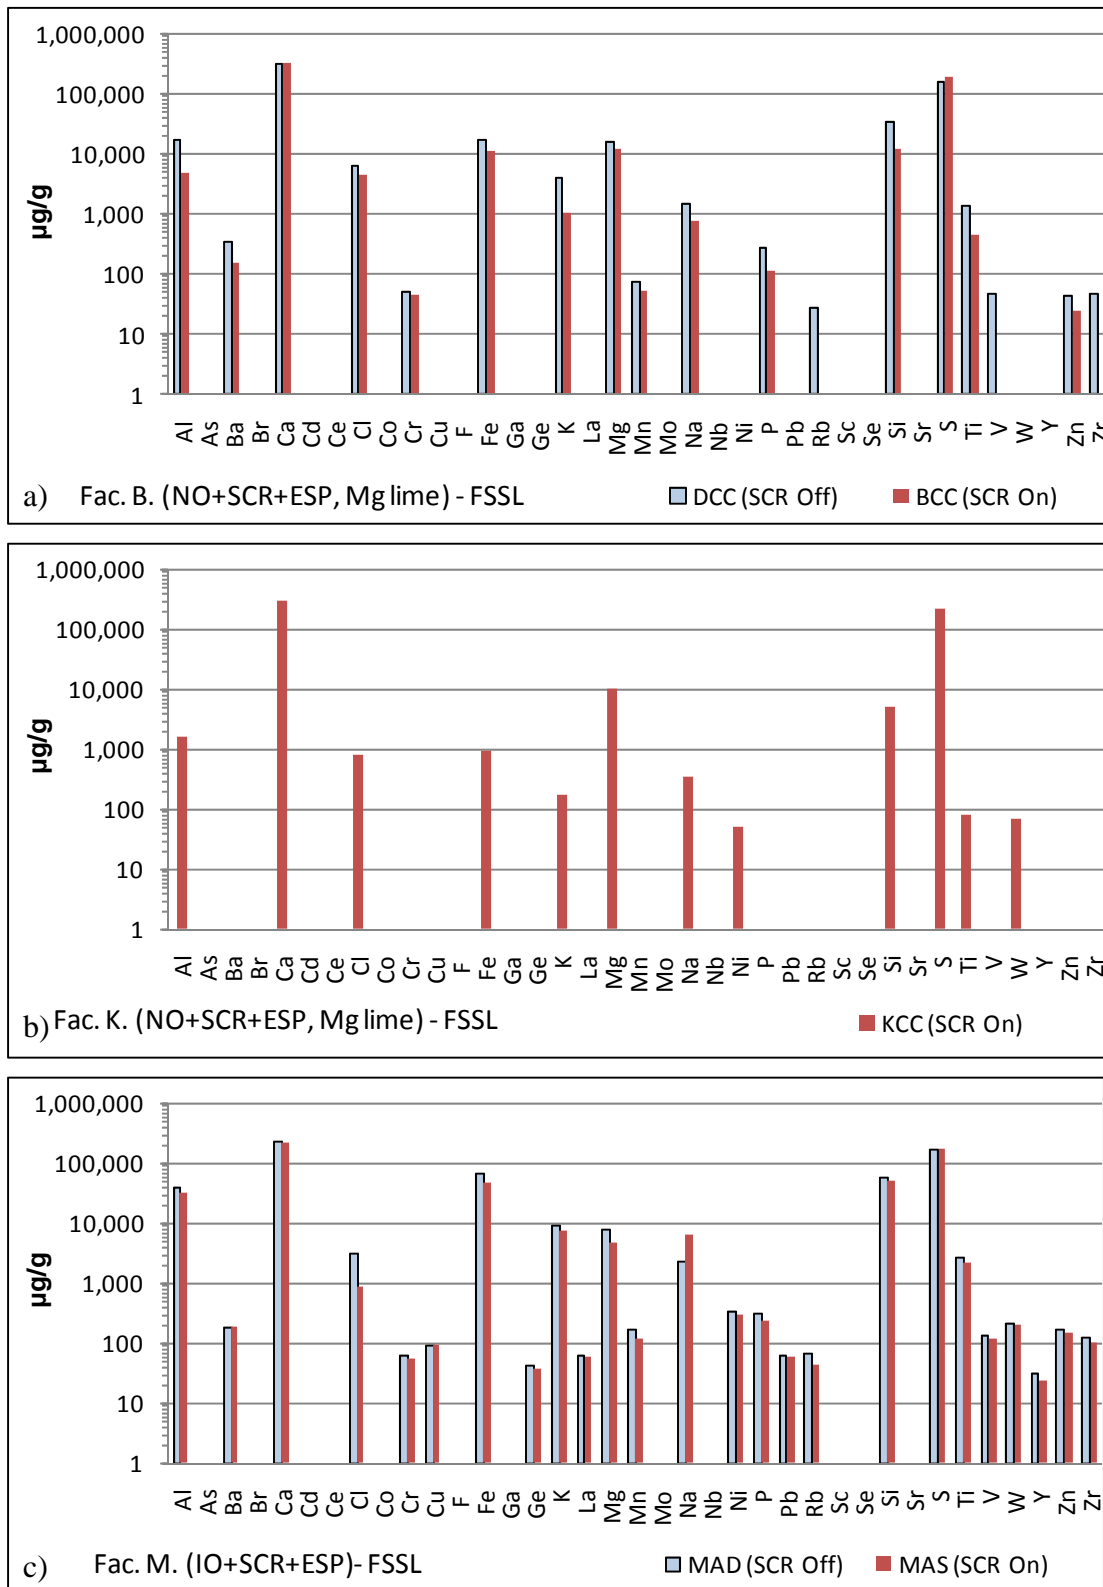 1,000,000
100,000
10,000
1,000
100
10
1
µg/g
Al As Ba Br Ca Cd Ce Cl Co Cr Cu F Fe Ga Ge K La Mg Mn Mo Na Nb Ni P Pb Rb Sc Se Si Sr S Ti V W Y Zn Zr
a) Fac. B. (NO+SCR+ESP, Mg lime) - FSSL DCC (SCR Off) BCC (SCR On)
1,000,000
100,000
10,000
1,000
100
10
1
µg/g
Al As Ba Br Ca Cd Ce Cl Co Cr Cu F Fe Ga Ge K La Mg Mn Mo Na Nb Ni P Pb Rb Sc Se Si Sr S Ti V W Y Zn Zr
b) Fac. K. (NO+SCR+ESP, Mg lime) - FSSL KCC (SCR On)
1,000,000
100,000
10,000
1,000
100
10
1
µg/g
Al As Ba Br Ca Cd Ce Cl Co Cr Cu F Fe Ga Ge K La Mg Mn Mo Na Nb Ni P Pb Rb Sc Se Si Sr S Ti V W Y Zn Zr
c) Fac. M. (IO+SCR+ESP)- FSSL MAD (SCR Off) MAS (SCR On)